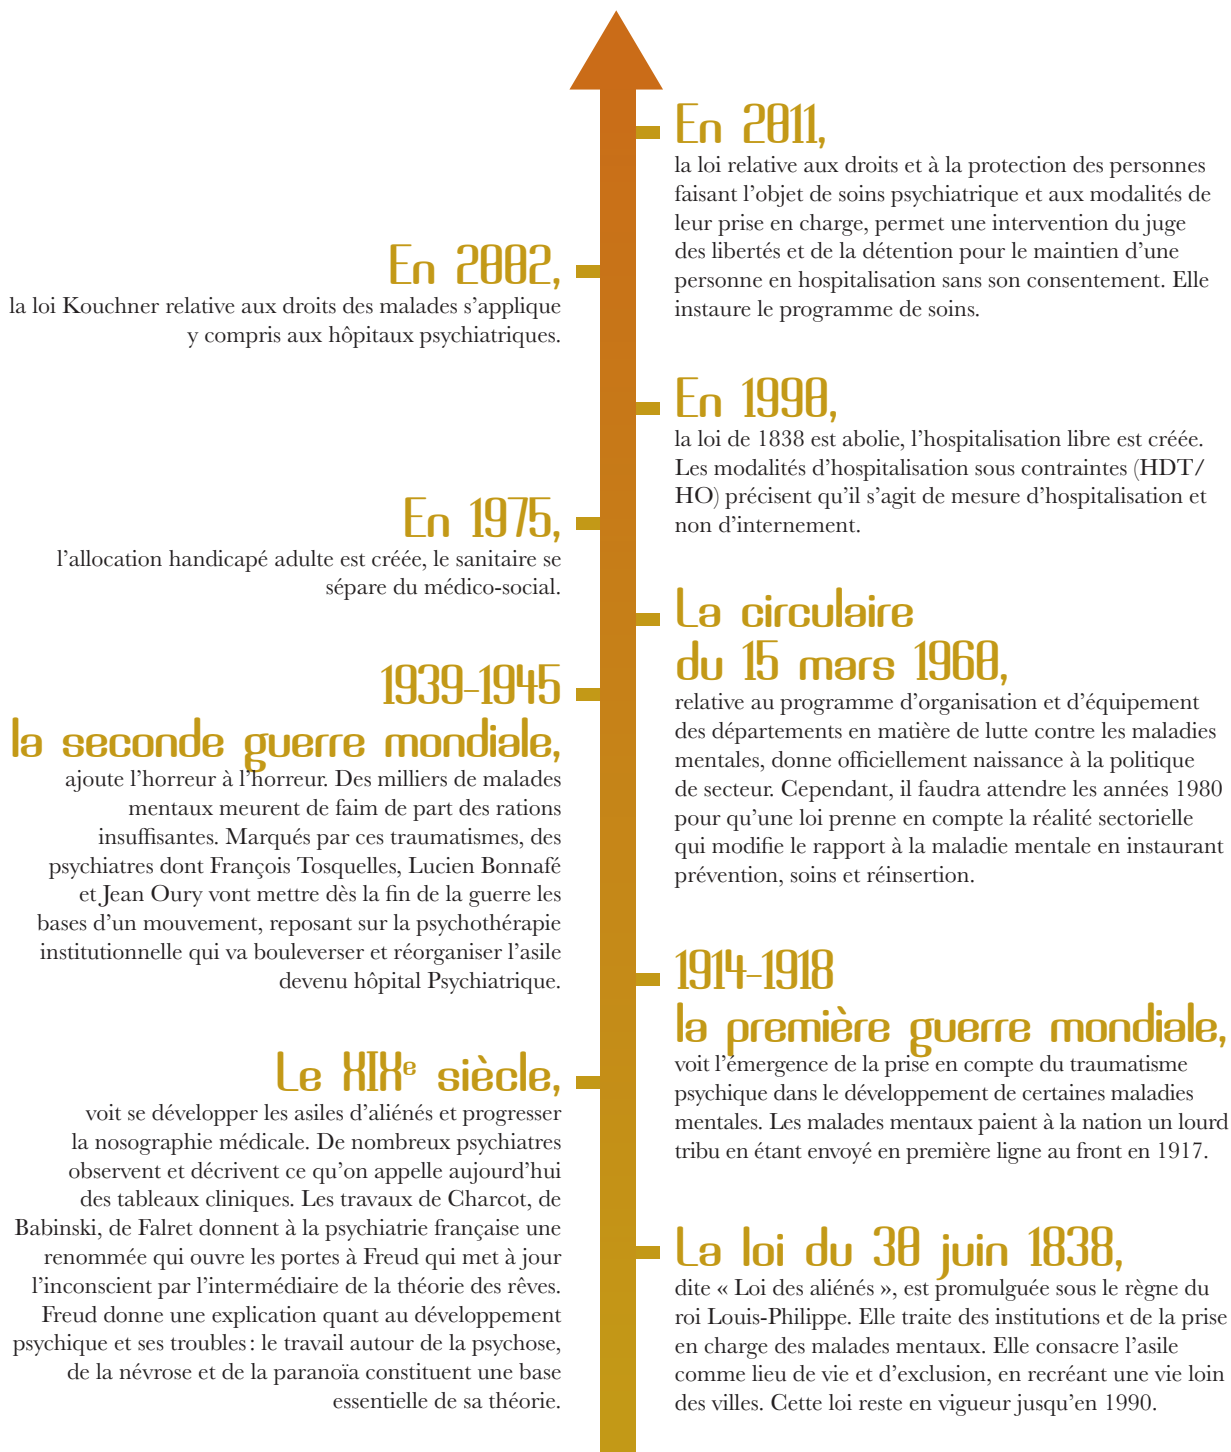 En 2011,
la loi relative aux droits et à la protection des personnes
faisant l’objet de soins psychiatrique et aux modalités de
leur prise en charge, permet une intervention du juge
des libertés et de la détention pour le maintien d’une
personne en hospitalisation sans son consentement. Elle
instaure le programme de soins.
En 2002,
la loi Kouchner relative aux droits des malades s’applique
y compris aux hôpitaux psychiatriques.
En 1990,
la loi de 1838 est abolie, l’hospitalisation libre est créée.
Les modalités d’hospitalisation sous contraintes (HDT/
HO) précisent qu’il s’agit de mesure d’hospitalisation et
non d’internement.
En 1975,
l’allocation handicapé adulte est créée, le sanitaire se
sépare du médico-social.
La circulaire
du 15 mars 1960,
relative au programme d’organisation et d’équipement
des départements en matière de lutte contre les maladies
mentales, donne officiellement naissance à la politique
de secteur. Cependant, il faudra attendre les années 1980
pour qu’une loi prenne en compte la réalité sectorielle
qui modifie le rapport à la maladie mentale en instaurant
prévention, soins et réinsertion.
1939-1945
la seconde guerre mondiale,
ajoute l’horreur à l’horreur. Des milliers de malades
mentaux meurent de faim de part des rations
insuffisantes. Marqués par ces traumatismes, des
psychiatres dont François Tosquelles, Lucien Bonnafé
et Jean Oury vont mettre dès la fin de la guerre les
bases d’un mouvement, reposant sur la psychothérapie
institutionnelle qui va bouleverser et réorganiser l’asile
devenu hôpital Psychiatrique.
1914-1918
la première guerre mondiale,
voit l’émergence de la prise en compte du traumatisme
psychique dans le développement de certaines maladies
mentales. Les malades mentaux paient à la nation un lourd
tribu en étant envoyé en première ligne au front en 1917.
Le XIXe siècle,
voit se développer les asiles d’aliénés et progresser
la nosographie médicale. De nombreux psychiatres
observent et décrivent ce qu’on appelle aujourd’hui
des tableaux cliniques. Les travaux de Charcot, de
Babinski, de Falret donnent à la psychiatrie française une
renommée qui ouvre les portes à Freud qui met à jour
l’inconscient par l’intermédiaire de la théorie des rêves.
Freud donne une explication quant au développement
psychique et ses troubles : le travail autour de la psychose,
de la névrose et de la paranoïa constituent une base
essentielle de sa théorie.
La loi du 30 juin 1838,
dite « Loi des aliénés », est promulguée sous le règne du
roi Louis-Philippe. Elle traite des institutions et de la prise
en charge des malades mentaux. Elle consacre l’asile
comme lieu de vie et d’exclusion, en recréant une vie loin
des villes. Cette loi reste en vigueur jusqu’en 1990.